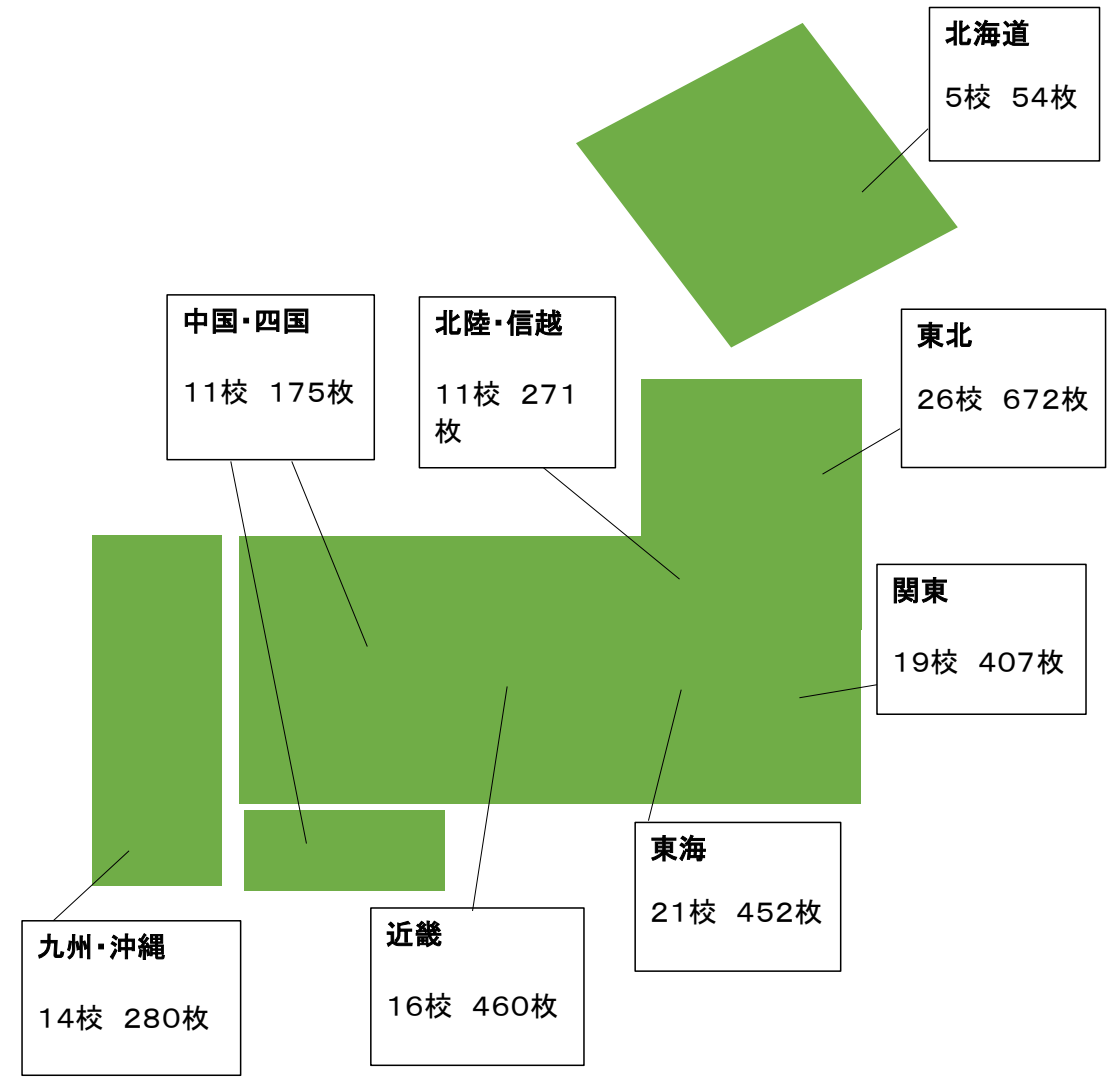 北海道
5校　54枚
中国・四国
11校　175枚
北陸・信越
11校　271
枚
東北
26校　672枚
関東
19校　407枚
東海
21校　452枚
近畿
16校　460枚
九州・沖縄
14校　280枚